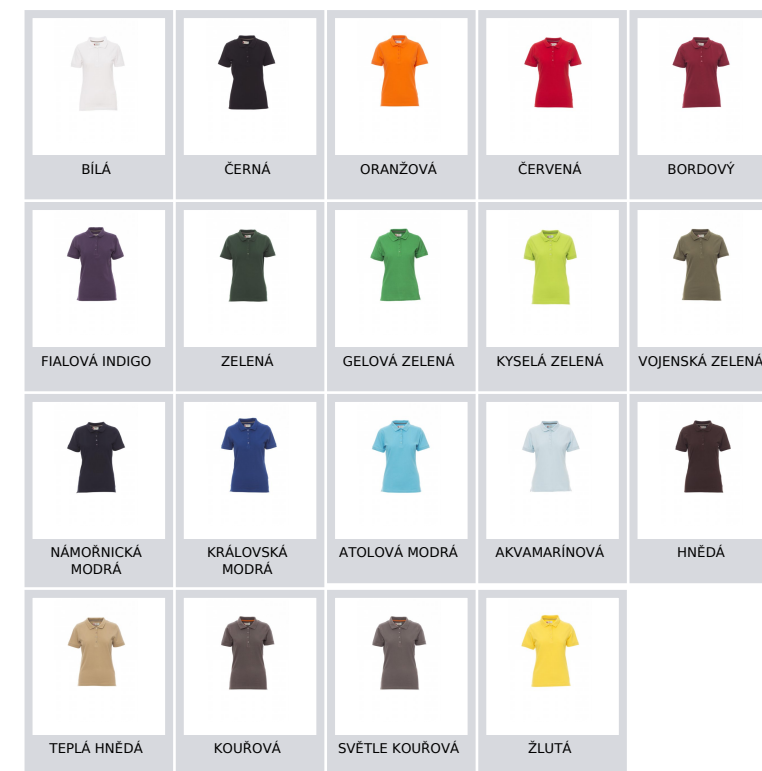 BÍLÁ
ČERNÁ
ORANŽOVÁ
ČERVENÁ
BORDOVÝ
FIALOVÁ INDIGO
ZELENÁ
GELOVÁ ZELENÁ
KYSELÁ ZELENÁ
VOJENSKÁ ZELENÁ
NÁMOŘNICKÁ
MODRÁ
KRÁLOVSKÁ
MODRÁ
ATOLOVÁ MODRÁ
AKVAMARÍNOVÁ
HNĚDÁ
TEPLÁ HNĚDÁ
KOUŘOVÁ
SVĚTLE KOUŘOVÁ
ŽLUTÁ